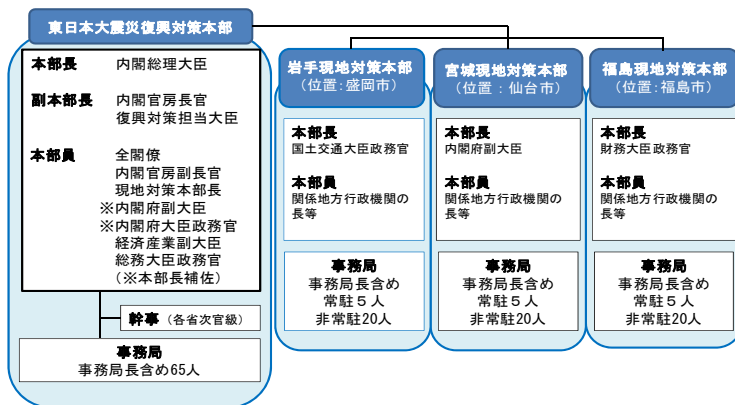 東日本大震災復興対策本部
本部長 内閣総理大臣
副本部長 内閣官房長官
復興対策担当大臣
本部員 全閣僚
内閣官房副長官
現地対策本部長
※内閣府副大臣
※内閣府大臣政務官
経済産業副大臣
総務大臣政務官
(※本部長補佐)
幹事(各省次官級)
事務局
事務局長含め65人
岩手現地対策本部
(位置:盛岡市)
本部長
国土交通大臣政務官
本部員
関係地方行政機関の
長等
事務局
事務局長含め
常駐5人
非常駐20人
宮城現地対策本部
(位置:仙台市)
本部長
内閣府副大臣
本部員
関係地方行政機関の
長等
事務局
事務局長含め
常駐5人
非常駐20人
福島現地対策本部
(位置:福島市)
本部長
財務大臣政務官
本部員
関係地方行政機関の
長等
事務局
事務局長含め
常駐5人
非常駐20人